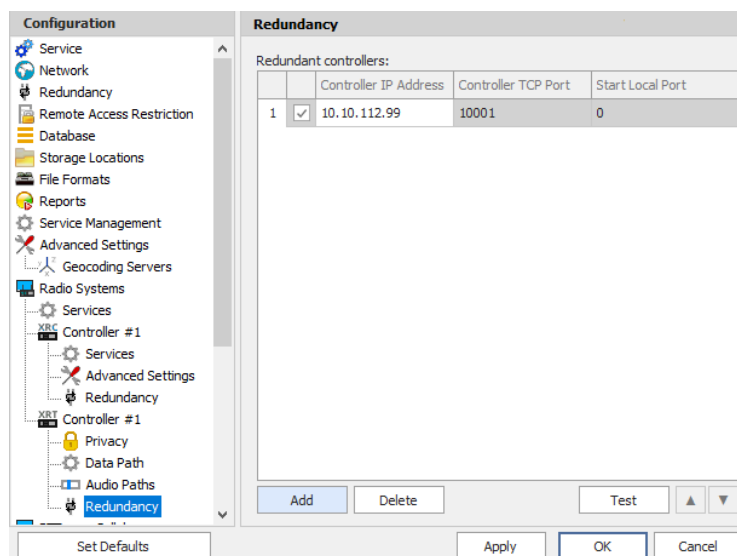 Configuration
Service
Network
Redundancy
Remote Access Restriction
Database
Storage Locations
File Formats
Reports
Service Management
Advanced Settings
Geocoding Servers
Radio Systems
Services
XRC Controller #1
Services
Advanced Settings
Redundancy
XRT Controller #1
Privacy
Data Path
Audio Paths
Redundancy
Set Defaults
Redundancy
Redundant controllers:
Controller IP Address Controller TCP Port Start Local Port
1 10.10.112.99 10001 0
Add Delete Test
Apply OK Cancel